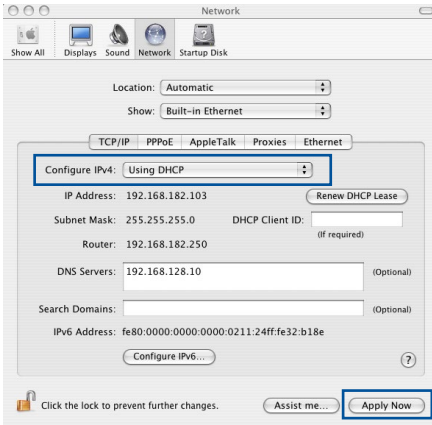 Network
Show All Displays Sound Network Startup Disk
Location: Automatic
Show: Built-in Ethernet
TCP/IP PPPoE AppleTalk Proxies Ethernet
Configure IPv4: Using DHCP
IP Address: 192.168.182.103 Renew DHCP Lease
Subnet Mask: 255.255.255.0 DHCP Client ID:
(If required)
Router: 192.168.182.250
DNS Servers: 192.168.128.10 (Optional)
Search Domains: (Optional)
IPv6 Address: fe80:0000:0000:0000:0211:24ff:fe32:b18e
Configure IPv6... ?
Click the lock to prevent further changes. Assist me... Apply Now